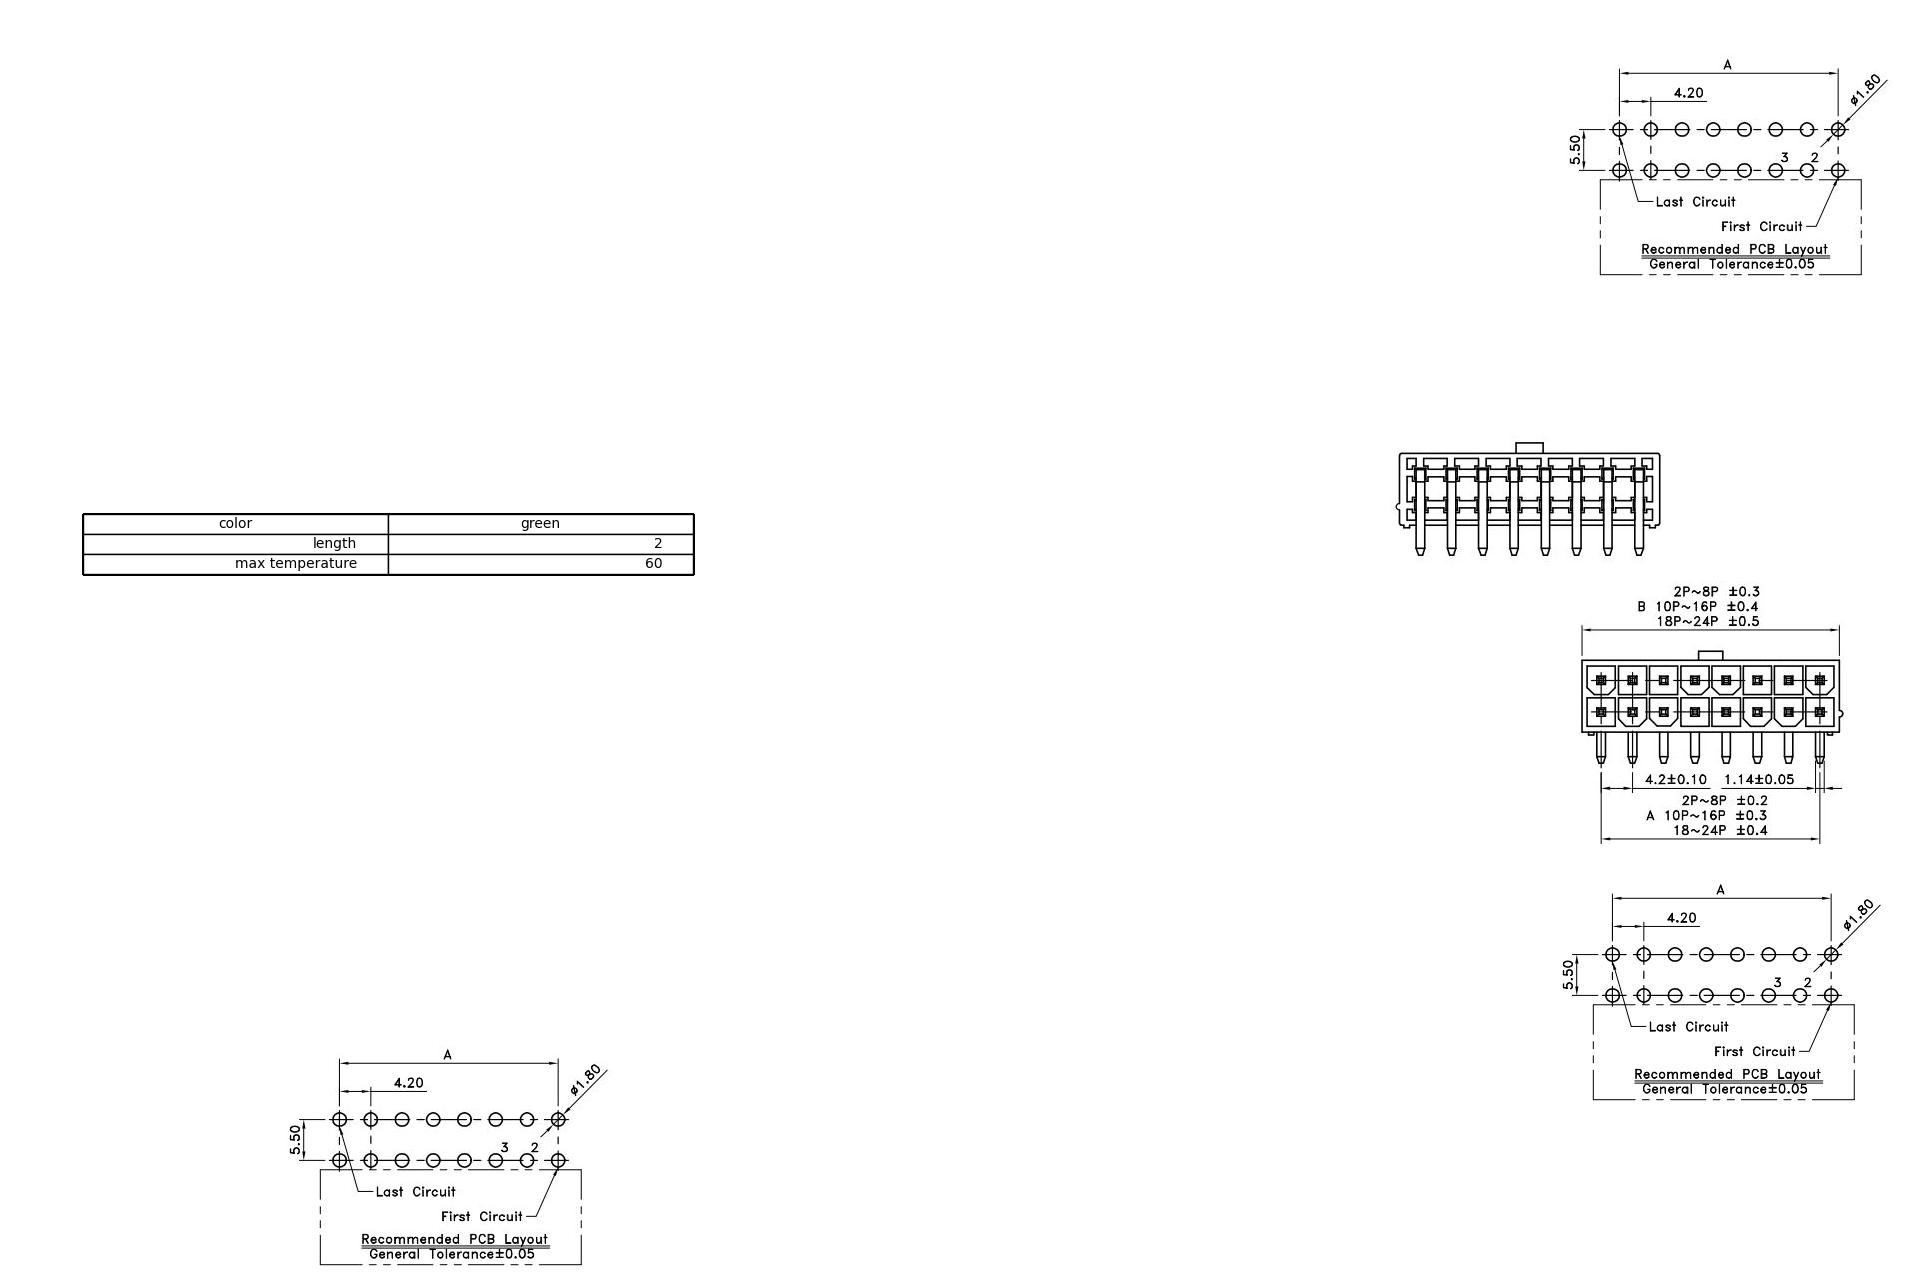 A
4.20
ø1.80
5.50
3 2
Last Circuit
First Circuit
Recommended PCB Layout
General Tolerance±0.05
color green
length 2
max temperature 60
2P~8P ±0.3
B 10P~16P ±0.4
18P~24P ±0.5
4.2±0.10 1.14±0.05
2P~8P ±0.2
A 10P~16P ±0.3
18~24P ±0.4
A
4.20
ø1.80
5.50
3 2
Last Circuit
First Circuit
Recommended PCB Layout
General Tolerance±0.05
A
4.20
ø1.80
5.50
3 2
Last Circuit
First Circuit
Recommended PCB Layout
General Tolerance±0.05